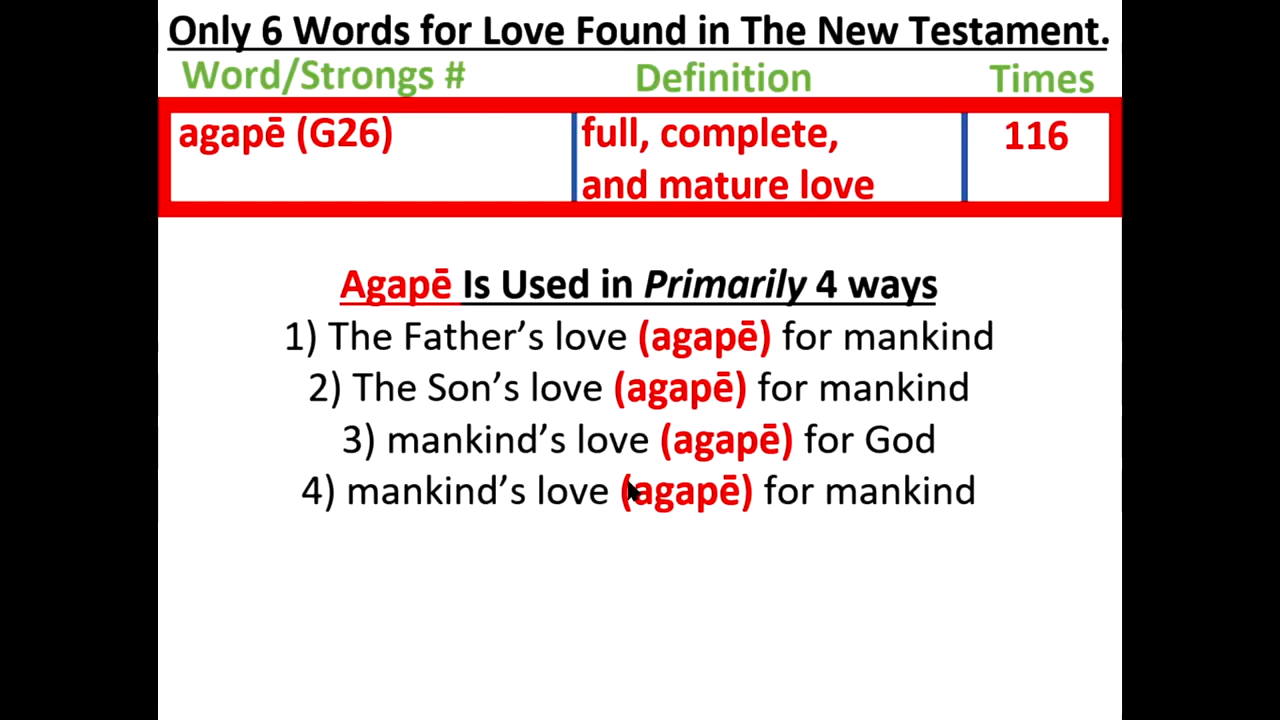 Only 6 Words for Love Found in The New Testament.
Word/Strongs # Definition Times
agapē (G26) full, complete, 116
and mature love
Agapē Is Used in Primarily 4 ways
1) The Father’s love (agapē) for mankind
2) The Son’s love (agapē) for mankind
3) mankind’s love (agapē) for God
4) mankind’s love (agapē) for mankind